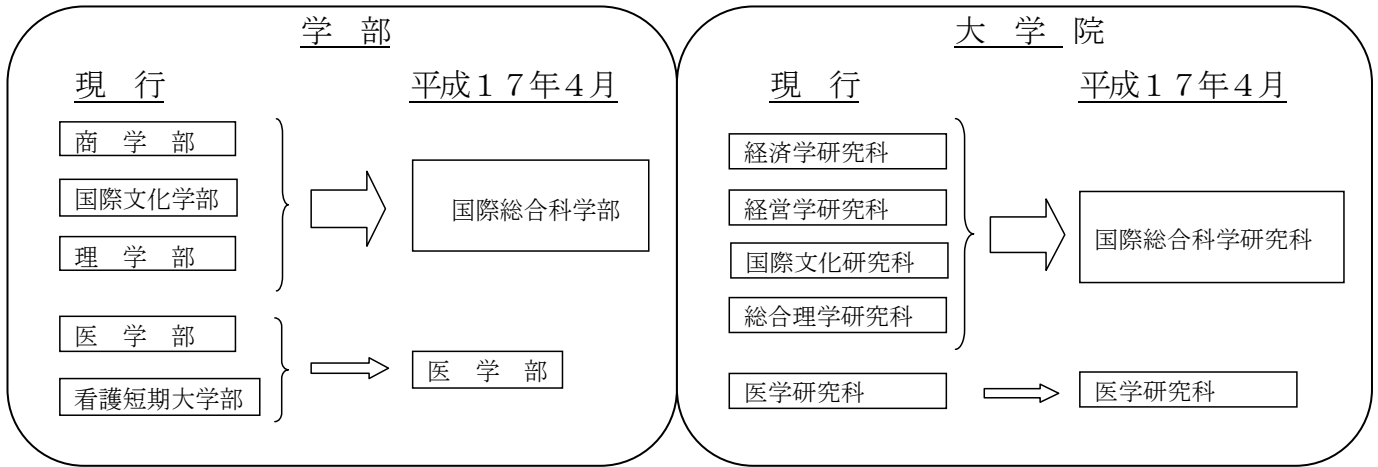 学　部
現　行
平成１７年４月
商　学　部
国際文化学部
理　学　部
国際総合科学部
医　学　部
看護短期大学部
医　学　部
大　学　院
現　行
平成１７年４月
経済学研究科
経営学研究科
国際文化研究科
総合理学研究科
国際総合科学研究科
医学研究科
医学研究科